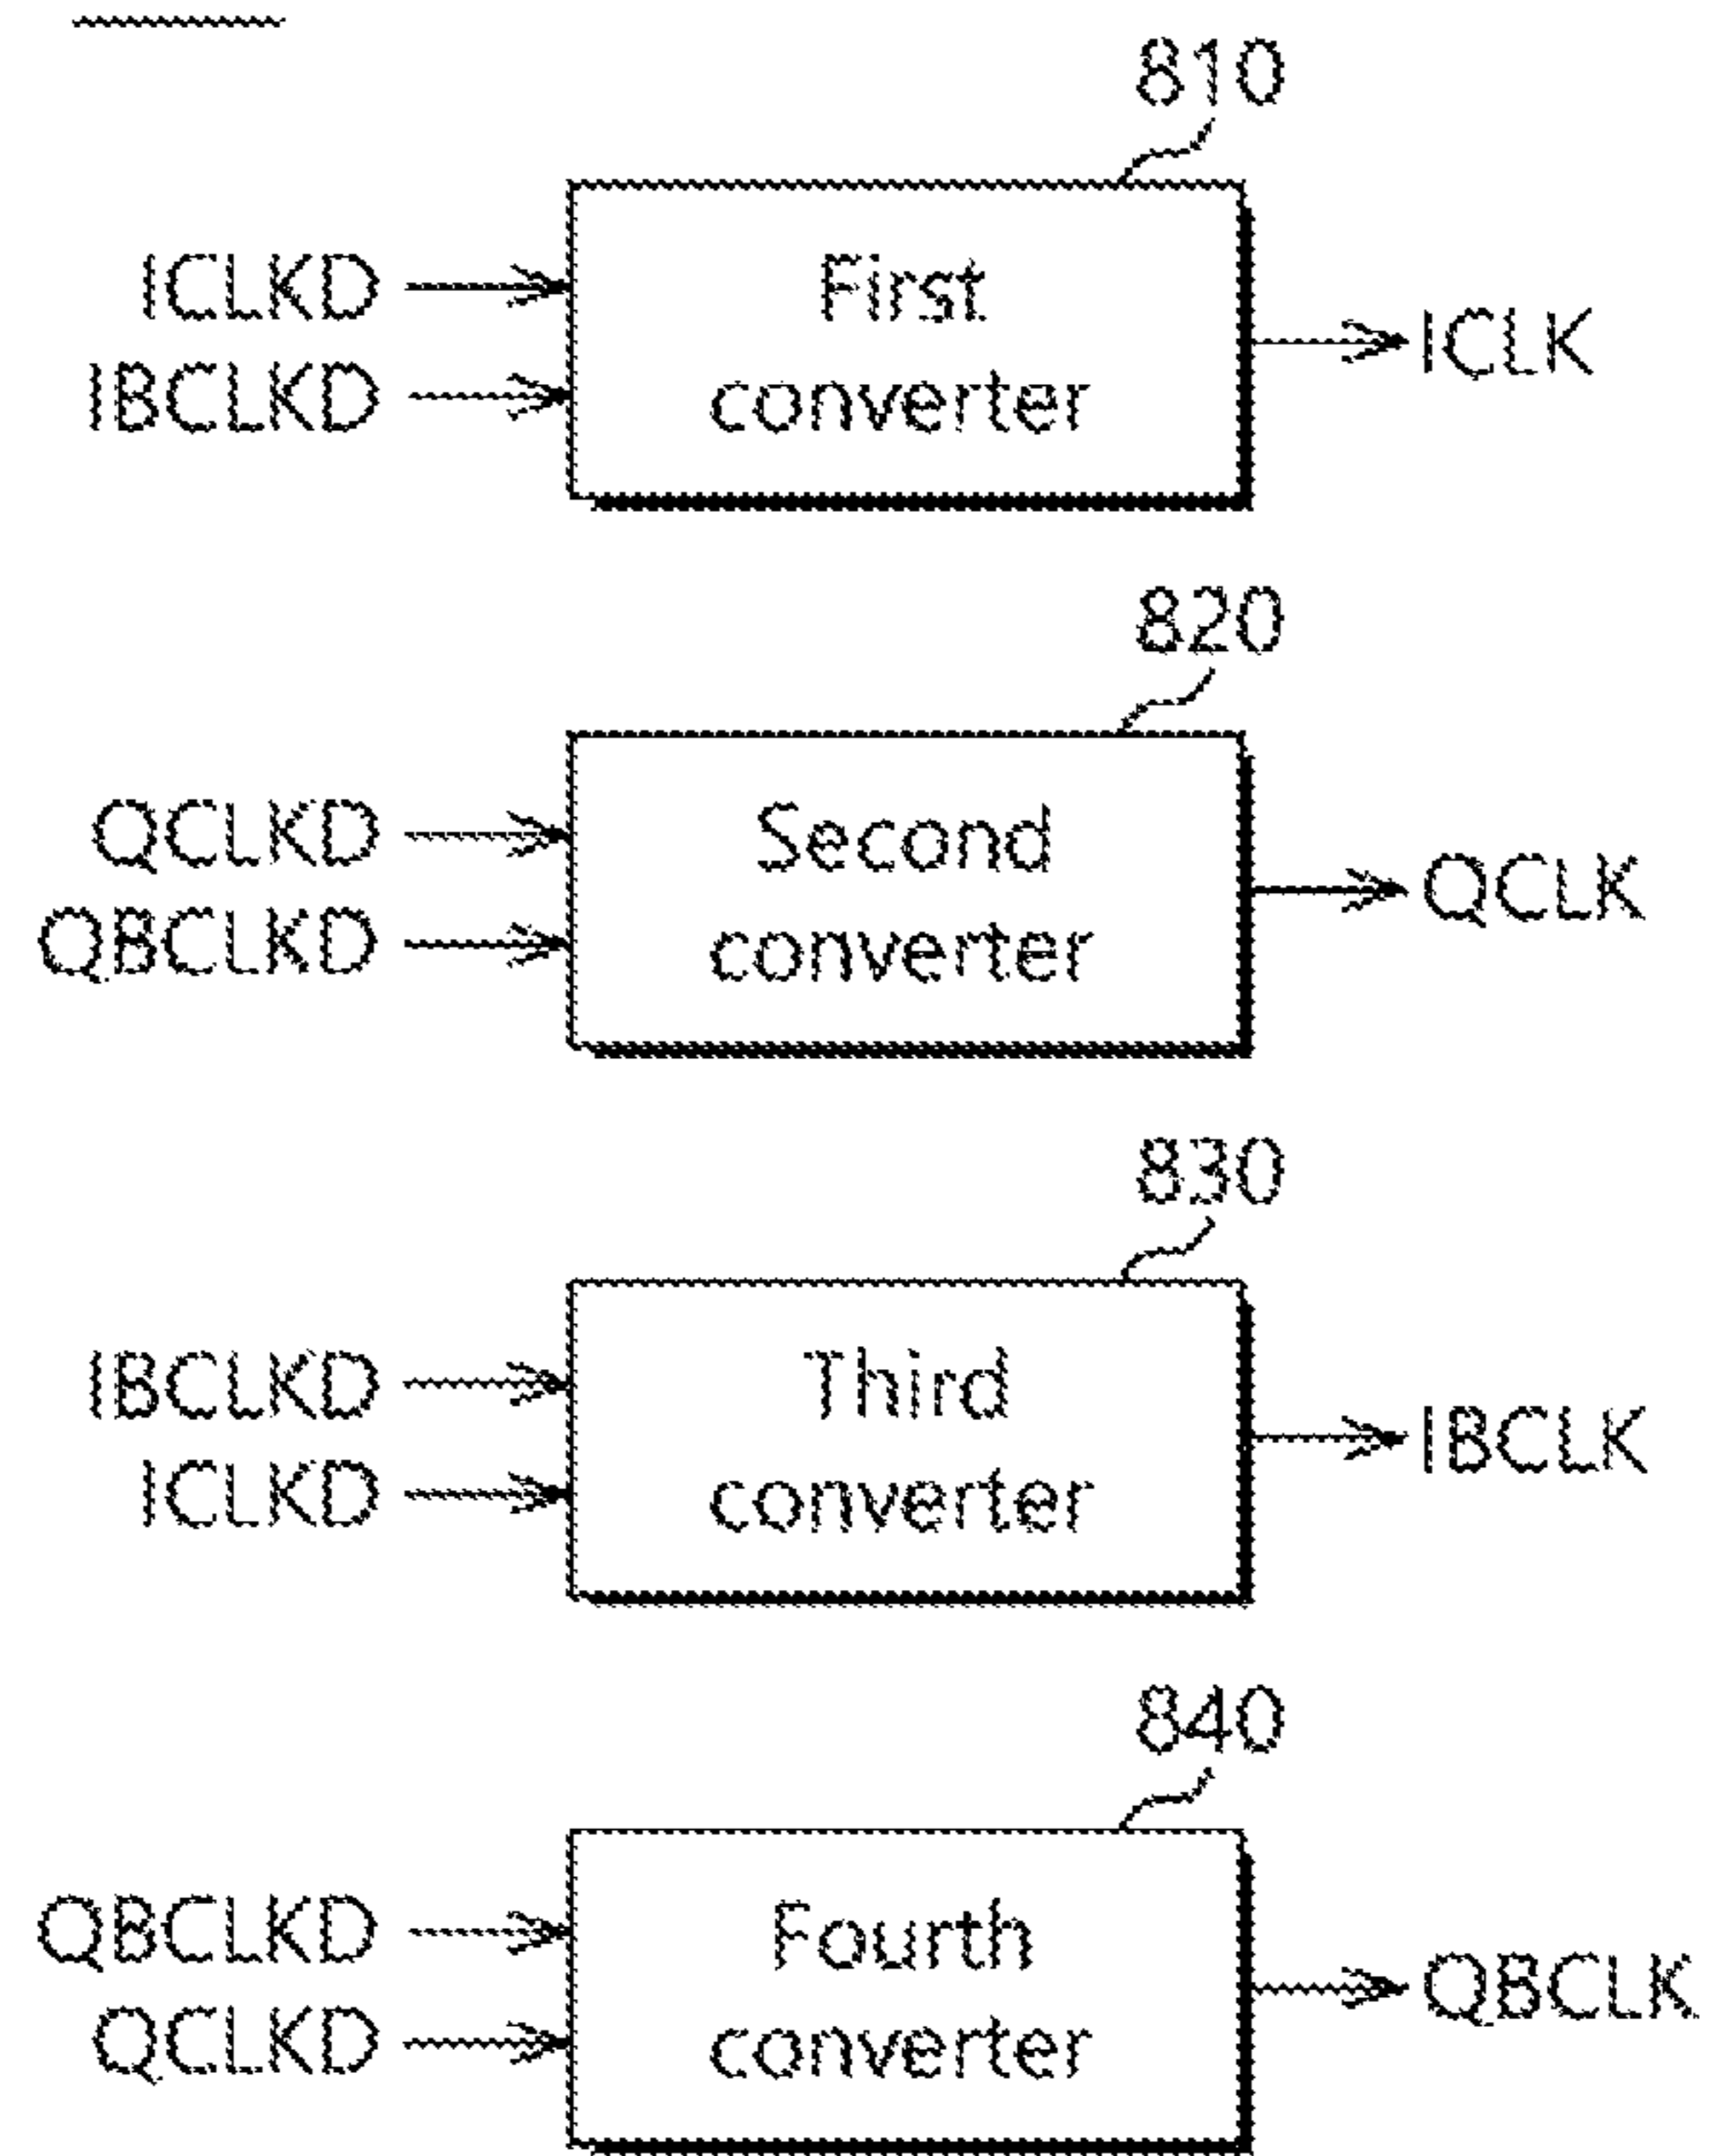 810
ICLKD
IBCLKD
First
converter
ICLK
820
QCLKD
QBCLKD
Second
converter
QCLK
830
IBCLKD
ICLKD
Third
converter
IBCLK
840
QBCLKD
QCLKD
Fourth
converter
QBCLK